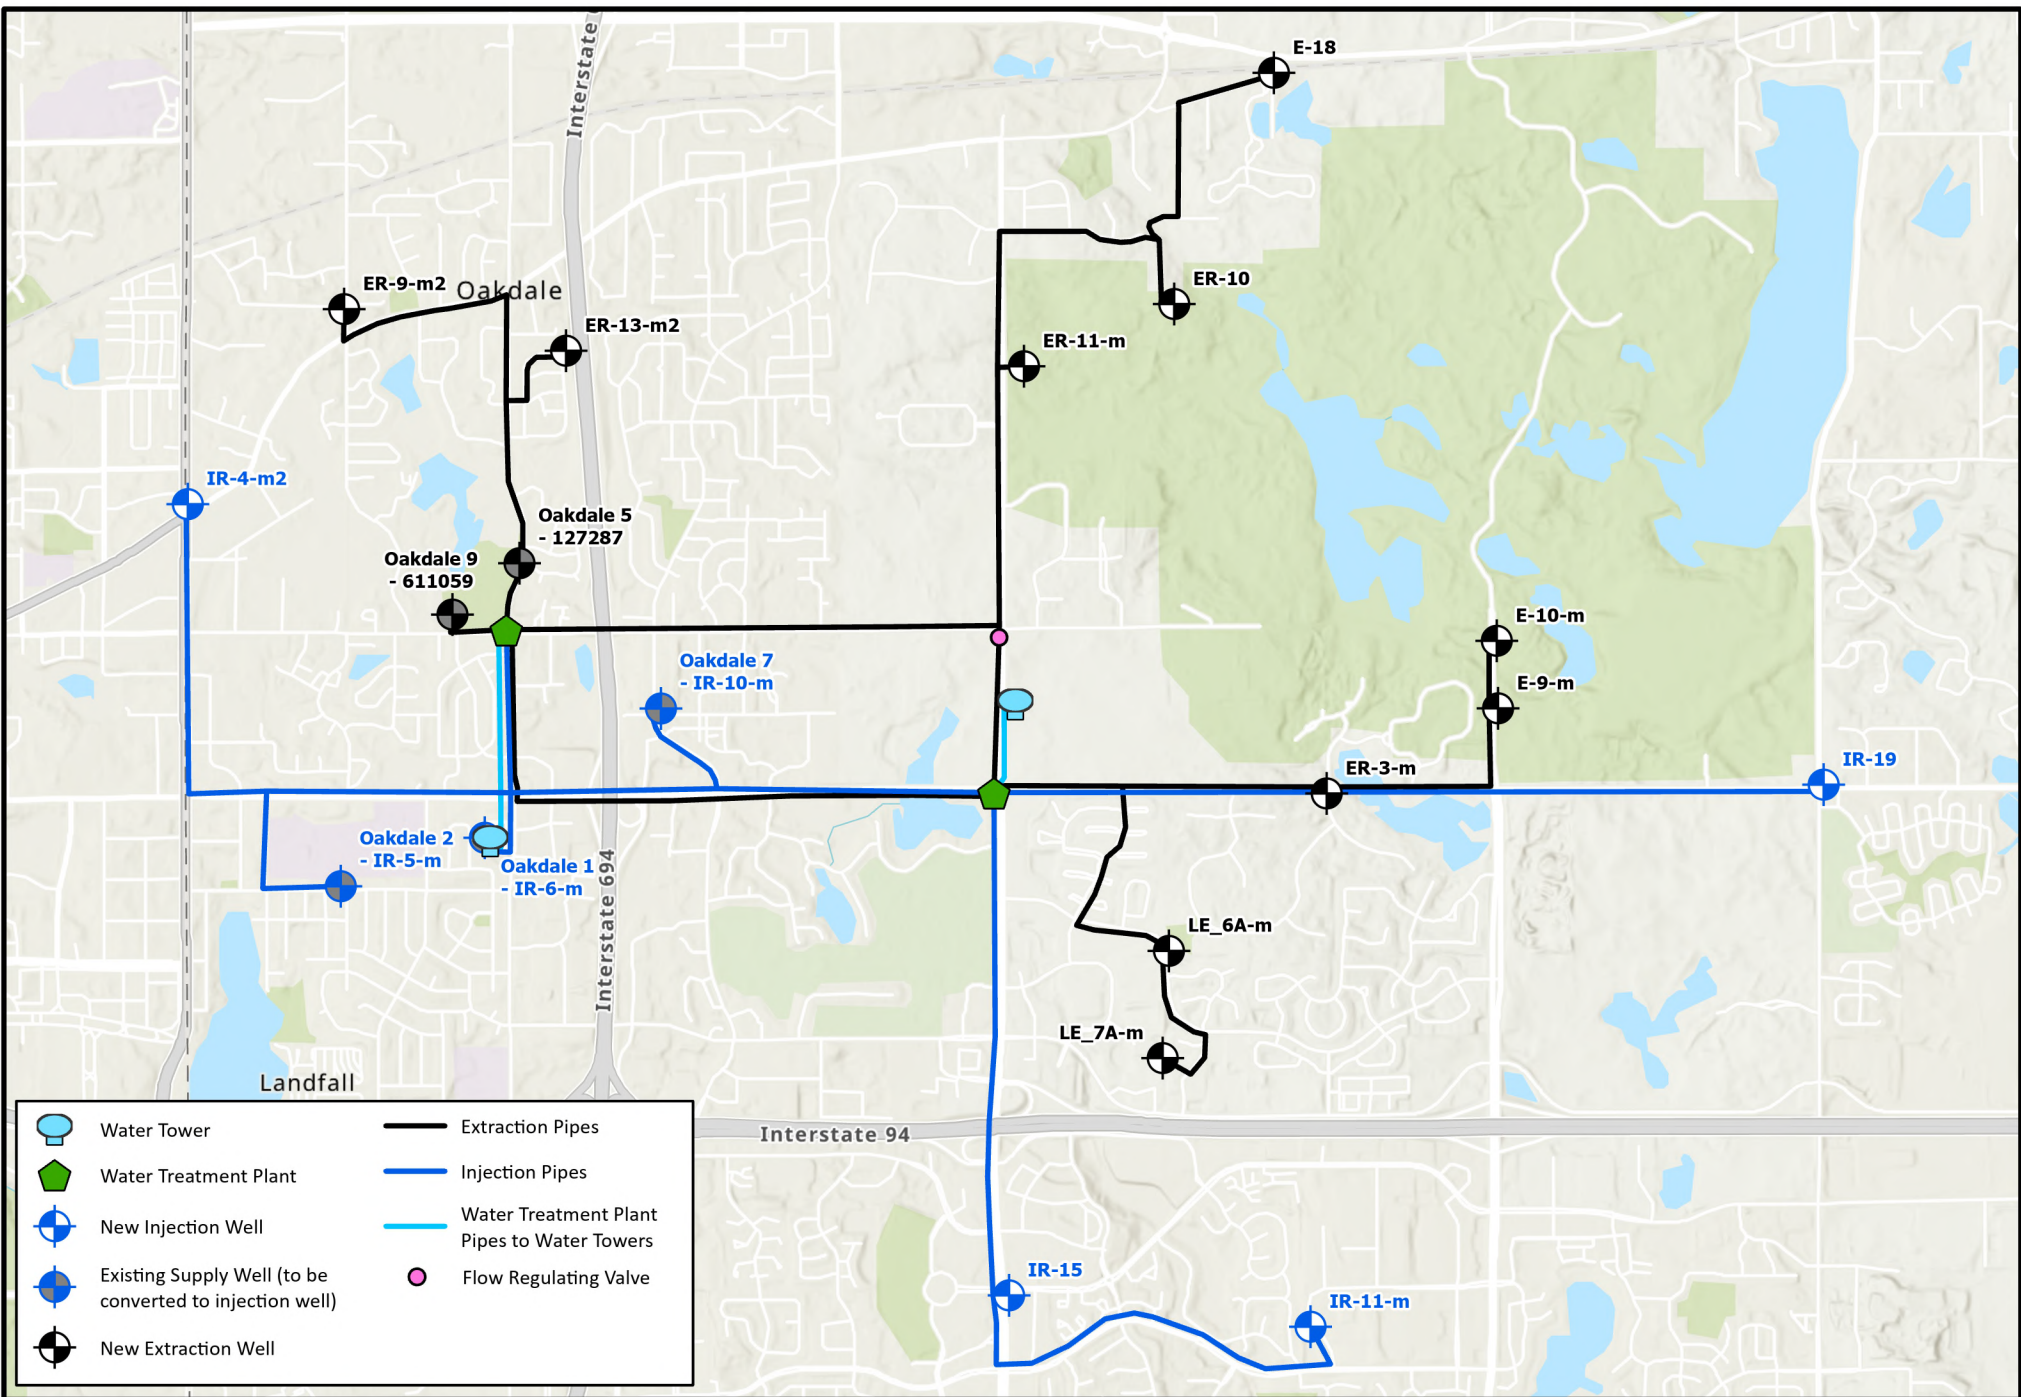 E-18
Interstate
ER-9-m2
Oakdale
ER-10
ER-13-m2
ER-11-m
IR-4-m2
Oakdale 5
- 127287
Oakdale 9
- 611059
E-10-m
Oakdale 7
- IR-10-m
E-9-m
ER-3-m
IR-19
Oakdale 2
- IR-5-m
Oakdale 1
- IR-6-m
Interstate 694
LE_6A-m
LE_7A-m
Landfall
Interstate 94
IR-15
IR-11-m
Water Tower
Water Treatment Plant
New Injection Well
Existing Supply Well (to be
converted to injection well)
New Extraction Well
Extraction Pipes
Injection Pipes
Water Treatment Plant
Pipes to Water Towers
Flow Regulating Valve